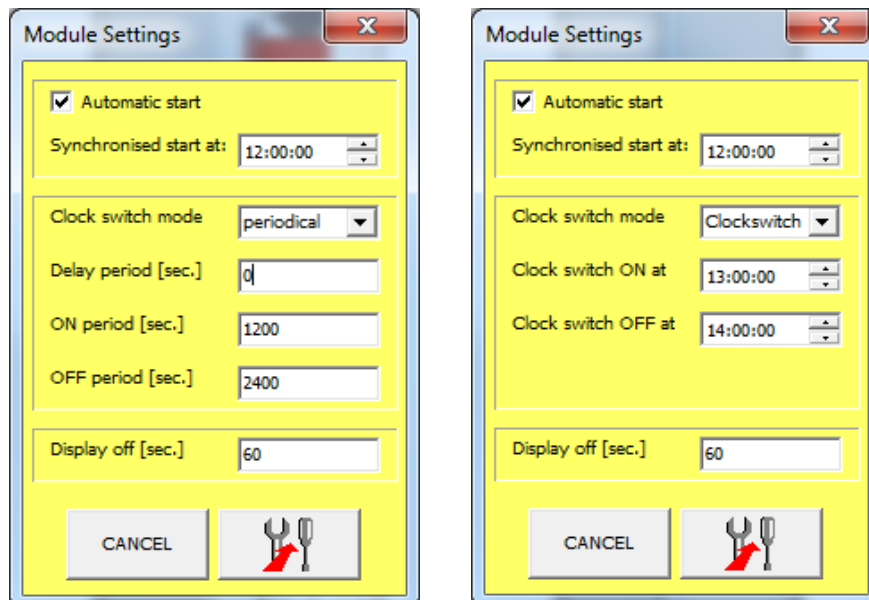 Module Settings
Automatic start
Synchronised start at: 12:00:00
Clock switch mode periodical
Delay period [sec.] 0
ON period [sec.] 1200
OFF period [sec.] 2400
Display off [sec.] 60
CANCEL
Module Settings
Automatic start
Synchronised start at: 12:00:00
Clock switch mode Clockswitch
Clock switch ON at 13:00:00
Clock switch OFF at 14:00:00
Display off [sec.] 60
CANCEL